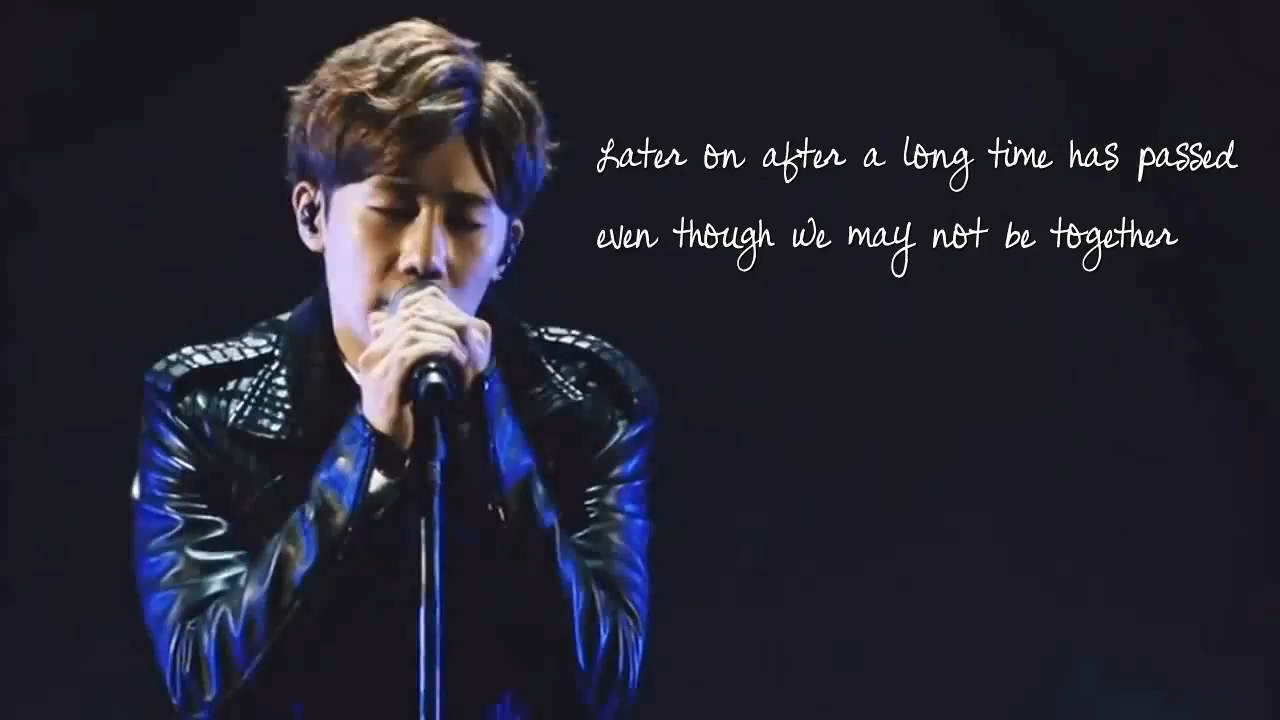 Later on after a long time has passed
even though we may not be together